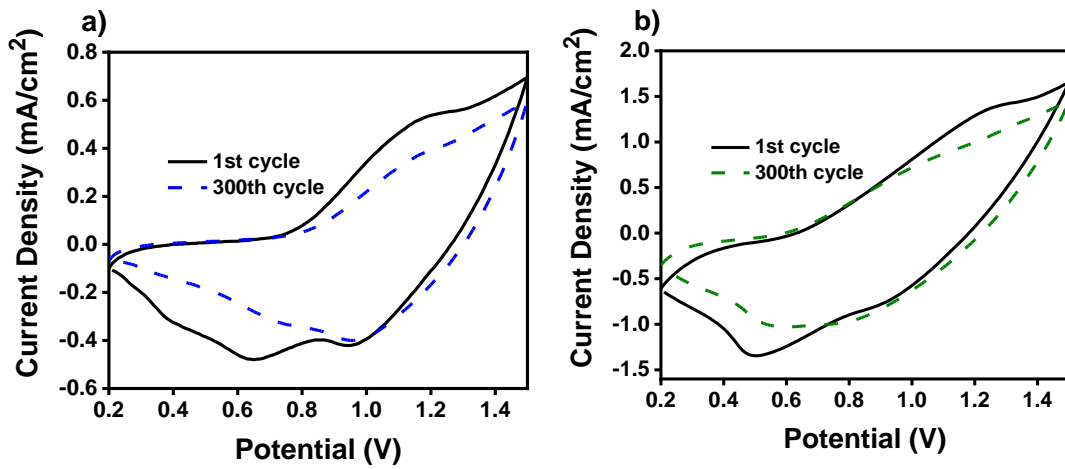 a)
0.8
0.6
0.4
0.2
0.0
-0.2
-0.4
-0.6
Current Density (mA/cm²)
1st cycle
300th cycle
0.2 0.4 0.6 0.8 1.0 1.2 1.4
Potential (V)
b)
2.0
1.5
1.0
0.5
0.0
-0.5
-1.0
-1.5
Current Density (mA/cm²)
1st cycle
300th cycle
0.2 0.4 0.6 0.8 1.0 1.2 1.4
Potential (V)